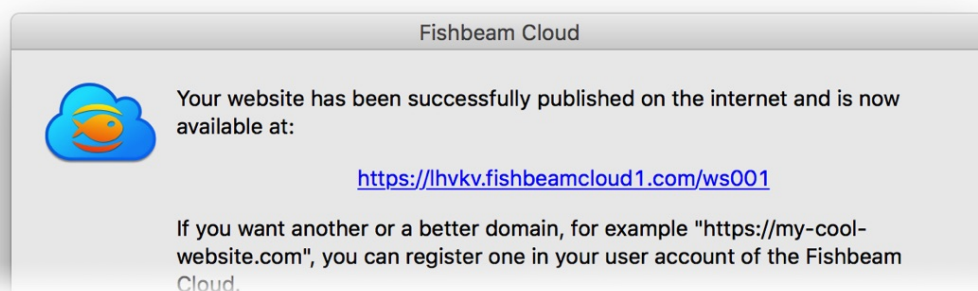 Fishbeam Cloud
Your website has been successfully published on the internet and is now
available at:
https://lhvkv.fishbeamcloud1.com/ws001
If you want another or a better domain, for example "https://my-cool-
website.com", you can register one in your user account of the Fishbeam
Cloud.